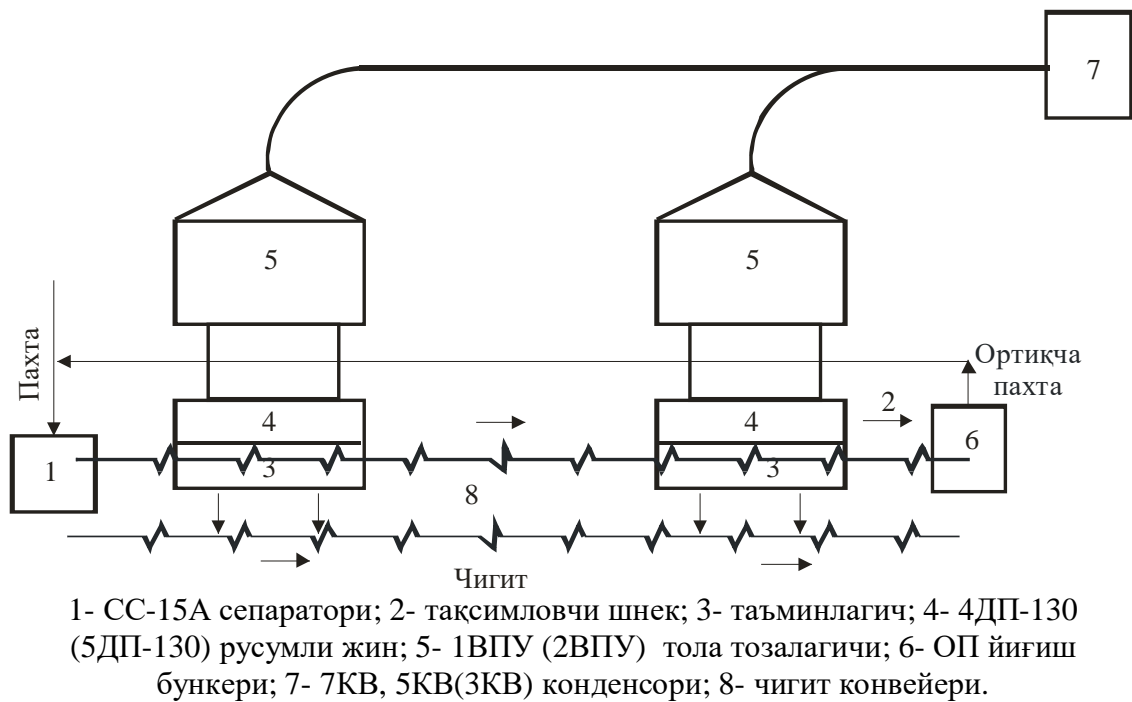 7
5
5
Пахта
Ортиқча
пахта
4
4
2
1
3
3
6
8
Чигит
1- СС-15А сепаратори; 2- тақсимловчи шнек; 3- таъминлагич; 4- 4ДП-130
(5ДП-130) русумли жин; 5- 1ВПУ (2ВПУ) тола тозалагичи; 6- ОП йиғиш
бункери; 7- 7КВ, 5КВ(3КВ) конденсори; 8- чигит конвейери.